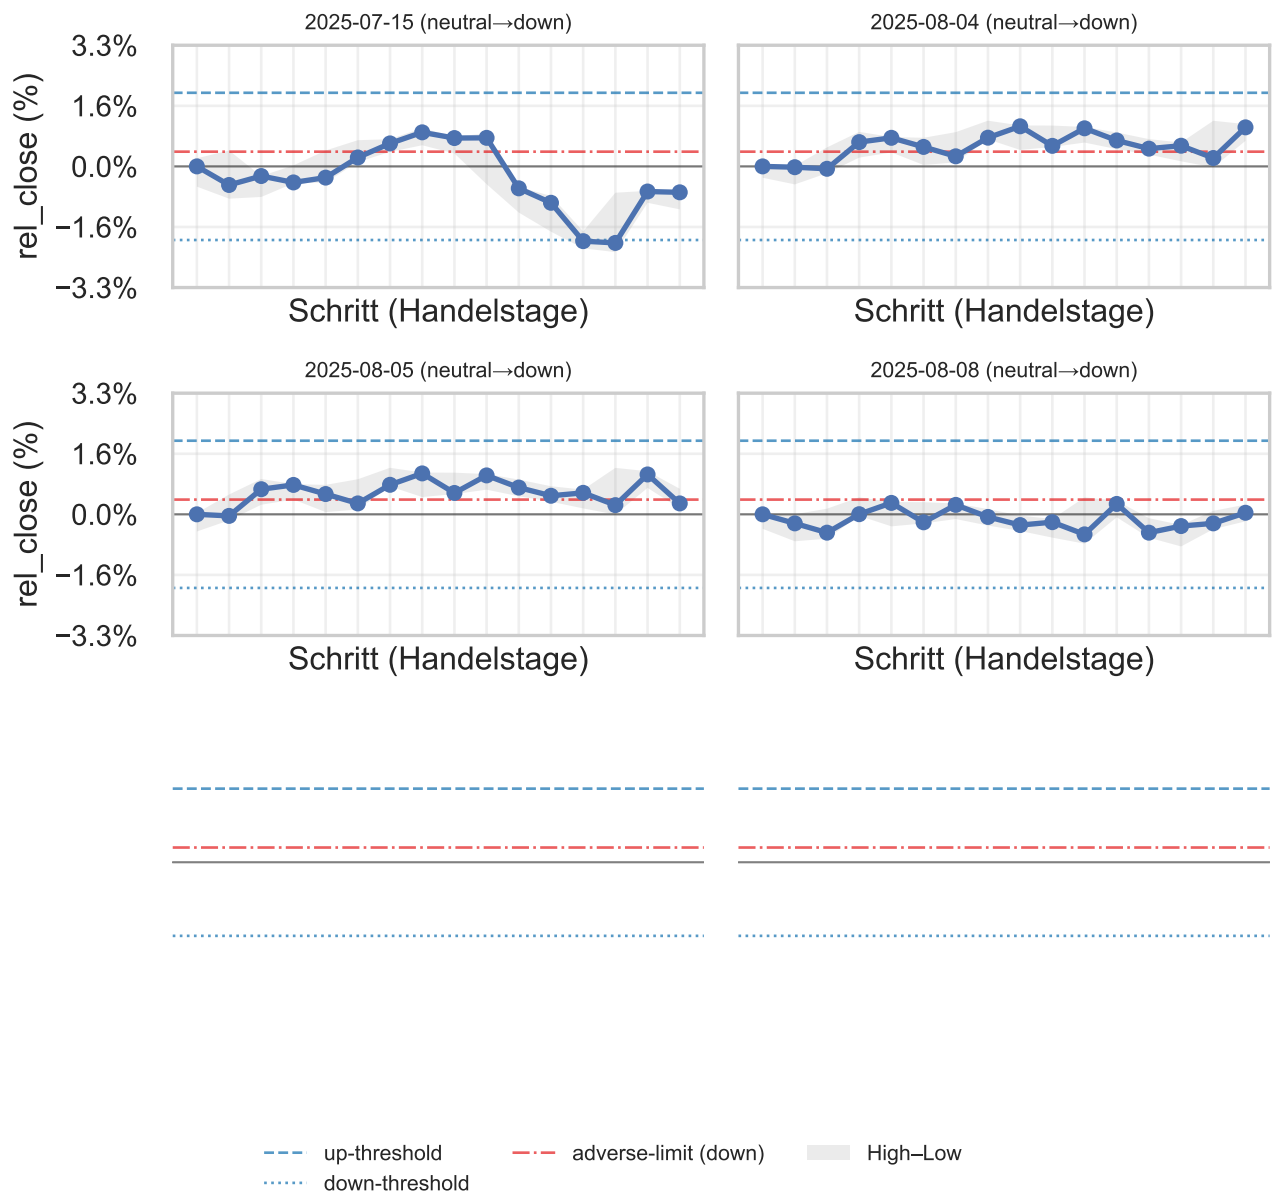 2025-07-15 (neutral→down)
2025-08-04 (neutral→down)
3.3%
1.6%
0.0%
−1.6%
−3.3%
rel_close (%)
Schritt (Handelstage)
Schritt (Handelstage)
2025-08-05 (neutral→down)
2025-08-08 (neutral→down)
3.3%
1.6%
0.0%
−1.6%
−3.3%
rel_close (%)
Schritt (Handelstage)
Schritt (Handelstage)
up-threshold
down-threshold
adverse-limit (down)
High–Low